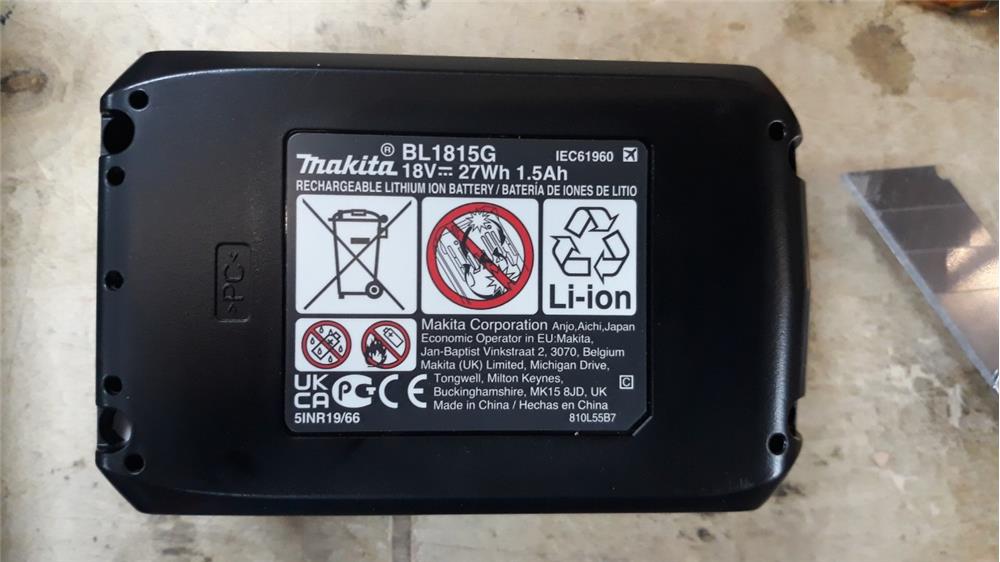 makita® BL1815G IEC61960
18V⎓ 27Wh 1.5Ah
RECHARGEABLE LITHIUM ION BATTERY / BATERÍA DE IONES DE LITIO
Li-ion
>PC<
Makita Corporation Anjo,Aichi,Japan
Economic Operator in EU:Makita,
Jan-Baptist Vinkstraat 2, 3070, Belgium
Makita (UK) Limited, Michigan Drive,
Tongwell, Milton Keynes,
Buckinghamshire, MK15 8JD, UK
Made in China / Hechas en China
UK
CA PCT CE
C
5INR19/66
810L55B7